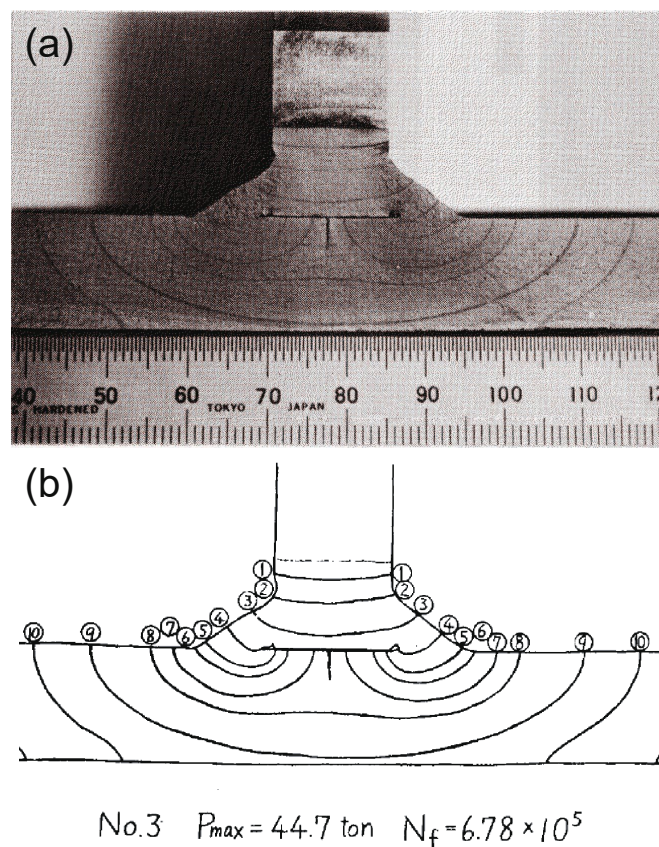 (a)
40 50 60 70 80 90 100 110 12
HARDENED TOKYO JAPAN
(b)
① ①
② ②
③ ③
④ ④
⑤ ⑤
⑥ ⑥
⑦ ⑦
⑧ ⑧
⑨ ⑨
⑩ ⑩
No.3 Pmax = 44.7 ton Nf = 6.78 × 10⁵